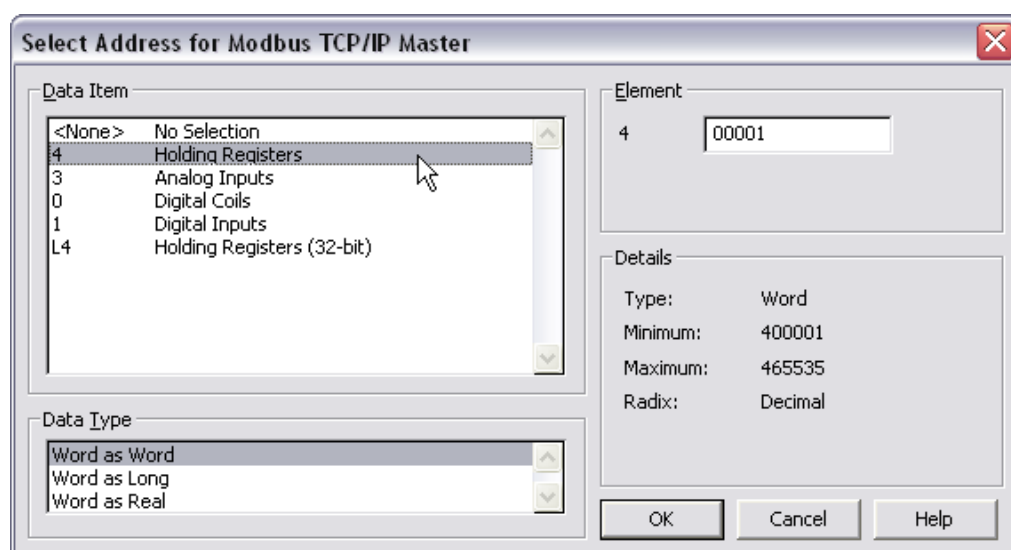 Select Address for Modbus TCP/IP Master
Data Item
<None> No Selection
4 Holding Registers
3 Analog Inputs
0 Digital Coils
1 Digital Inputs
L4 Holding Registers (32-bit)
Data Type
Word as Word
Word as Long
Word as Real
Element
4 00001
Details
Type: Word
Minimum: 400001
Maximum: 465535
Radix: Decimal
OK Cancel Help